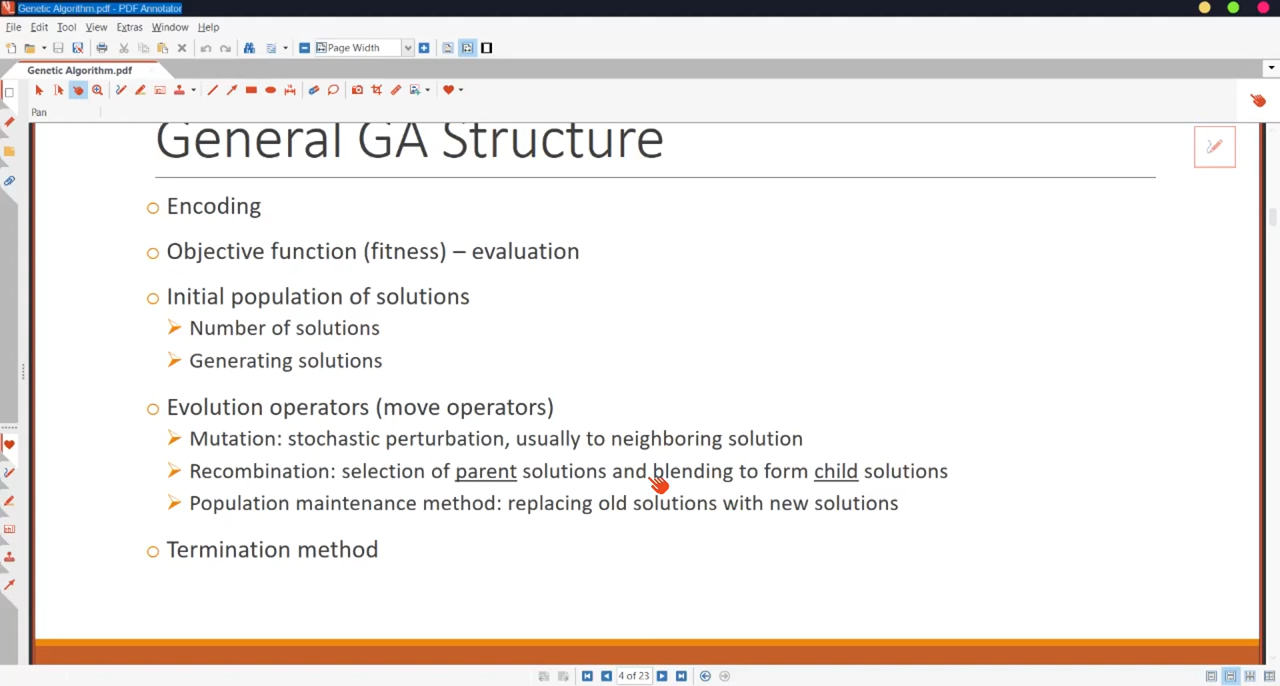 Genetic Algorithm.pdf - PDF Annotator
File Edit Tool View Extras Window Help
Page Width
Genetic Algorithm.pdf
Pan
General GA Structure
Encoding
Objective function (fitness) – evaluation
Initial population of solutions
Number of solutions
Generating solutions
Evolution operators (move operators)
Mutation: stochastic perturbation, usually to neighboring solution
Recombination: selection of parent solutions and blending to form child solutions
Population maintenance method: replacing old solutions with new solutions
Termination method
4 of 23